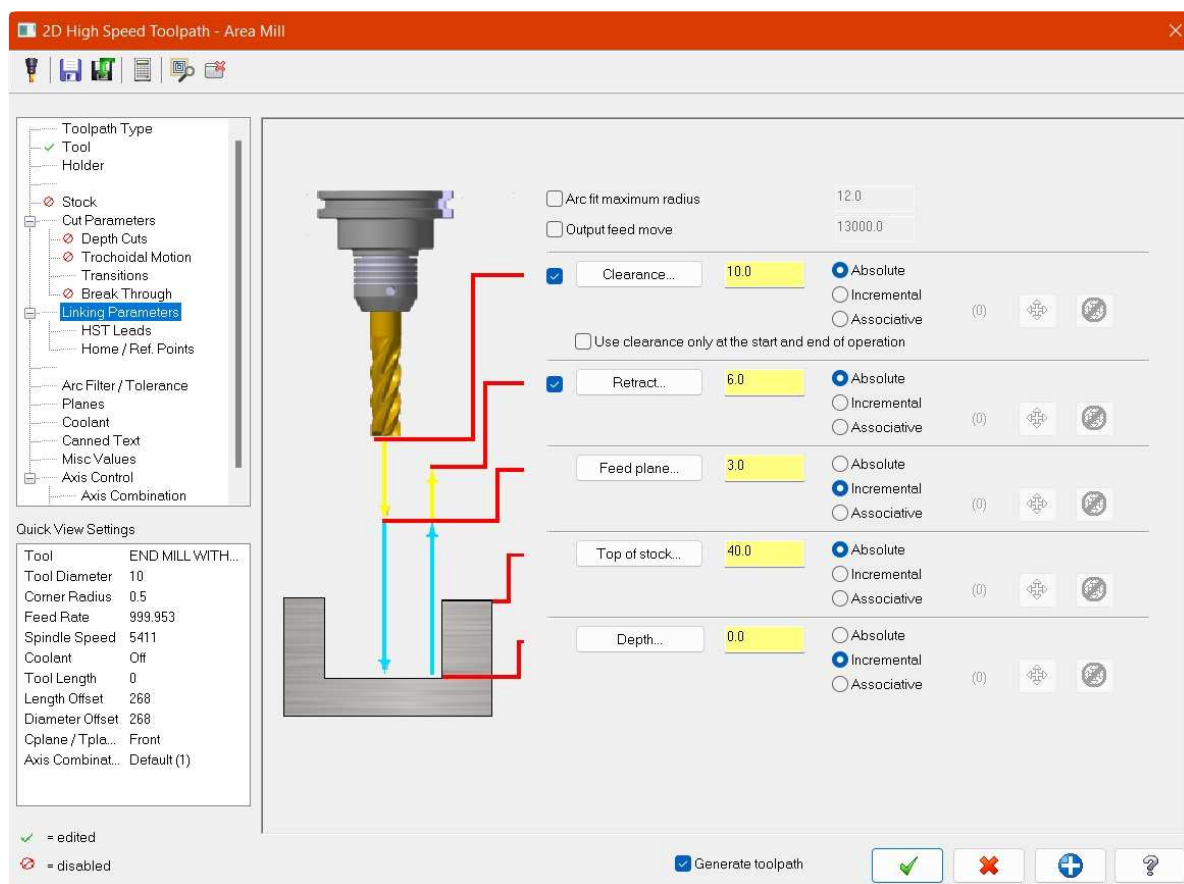 2D High Speed Toolpath - Area Mill
Toolpath Type
Tool
Holder
Stock
Cut Parameters
Depth Cuts
Trochoidal Motion
Transitions
Break Through
Linking Parameters
HST Leads
Home / Ref. Points
Arc Filter / Tolerance
Planes
Coolant
Canned Text
Misc Values
Axis Control
Axis Combination
Quick View Settings
Tool END MILL WITH...
Tool Diameter 10
Corner Radius 0.5
Feed Rate 999.953
Spindle Speed 5411
Coolant Off
Tool Length 0
Length Offset 268
Diameter Offset 268
Cplane / Tpla... Front
Axis Combinat... Default (1)
= edited
= disabled
Arc fit maximum radius 12.0
Output feed move 13000.0
Clearance... 10.0 Absolute
Incremental
Associative (0)
Use clearance only at the start and end of operation
Retract... 6.0 Absolute
Incremental
Associative (0)
Feed plane... 3.0 Absolute
Incremental
Associative (0)
Top of stock... 40.0 Absolute
Incremental
Associative (0)
Depth... 0.0 Absolute
Incremental
Associative (0)
Generate toolpath